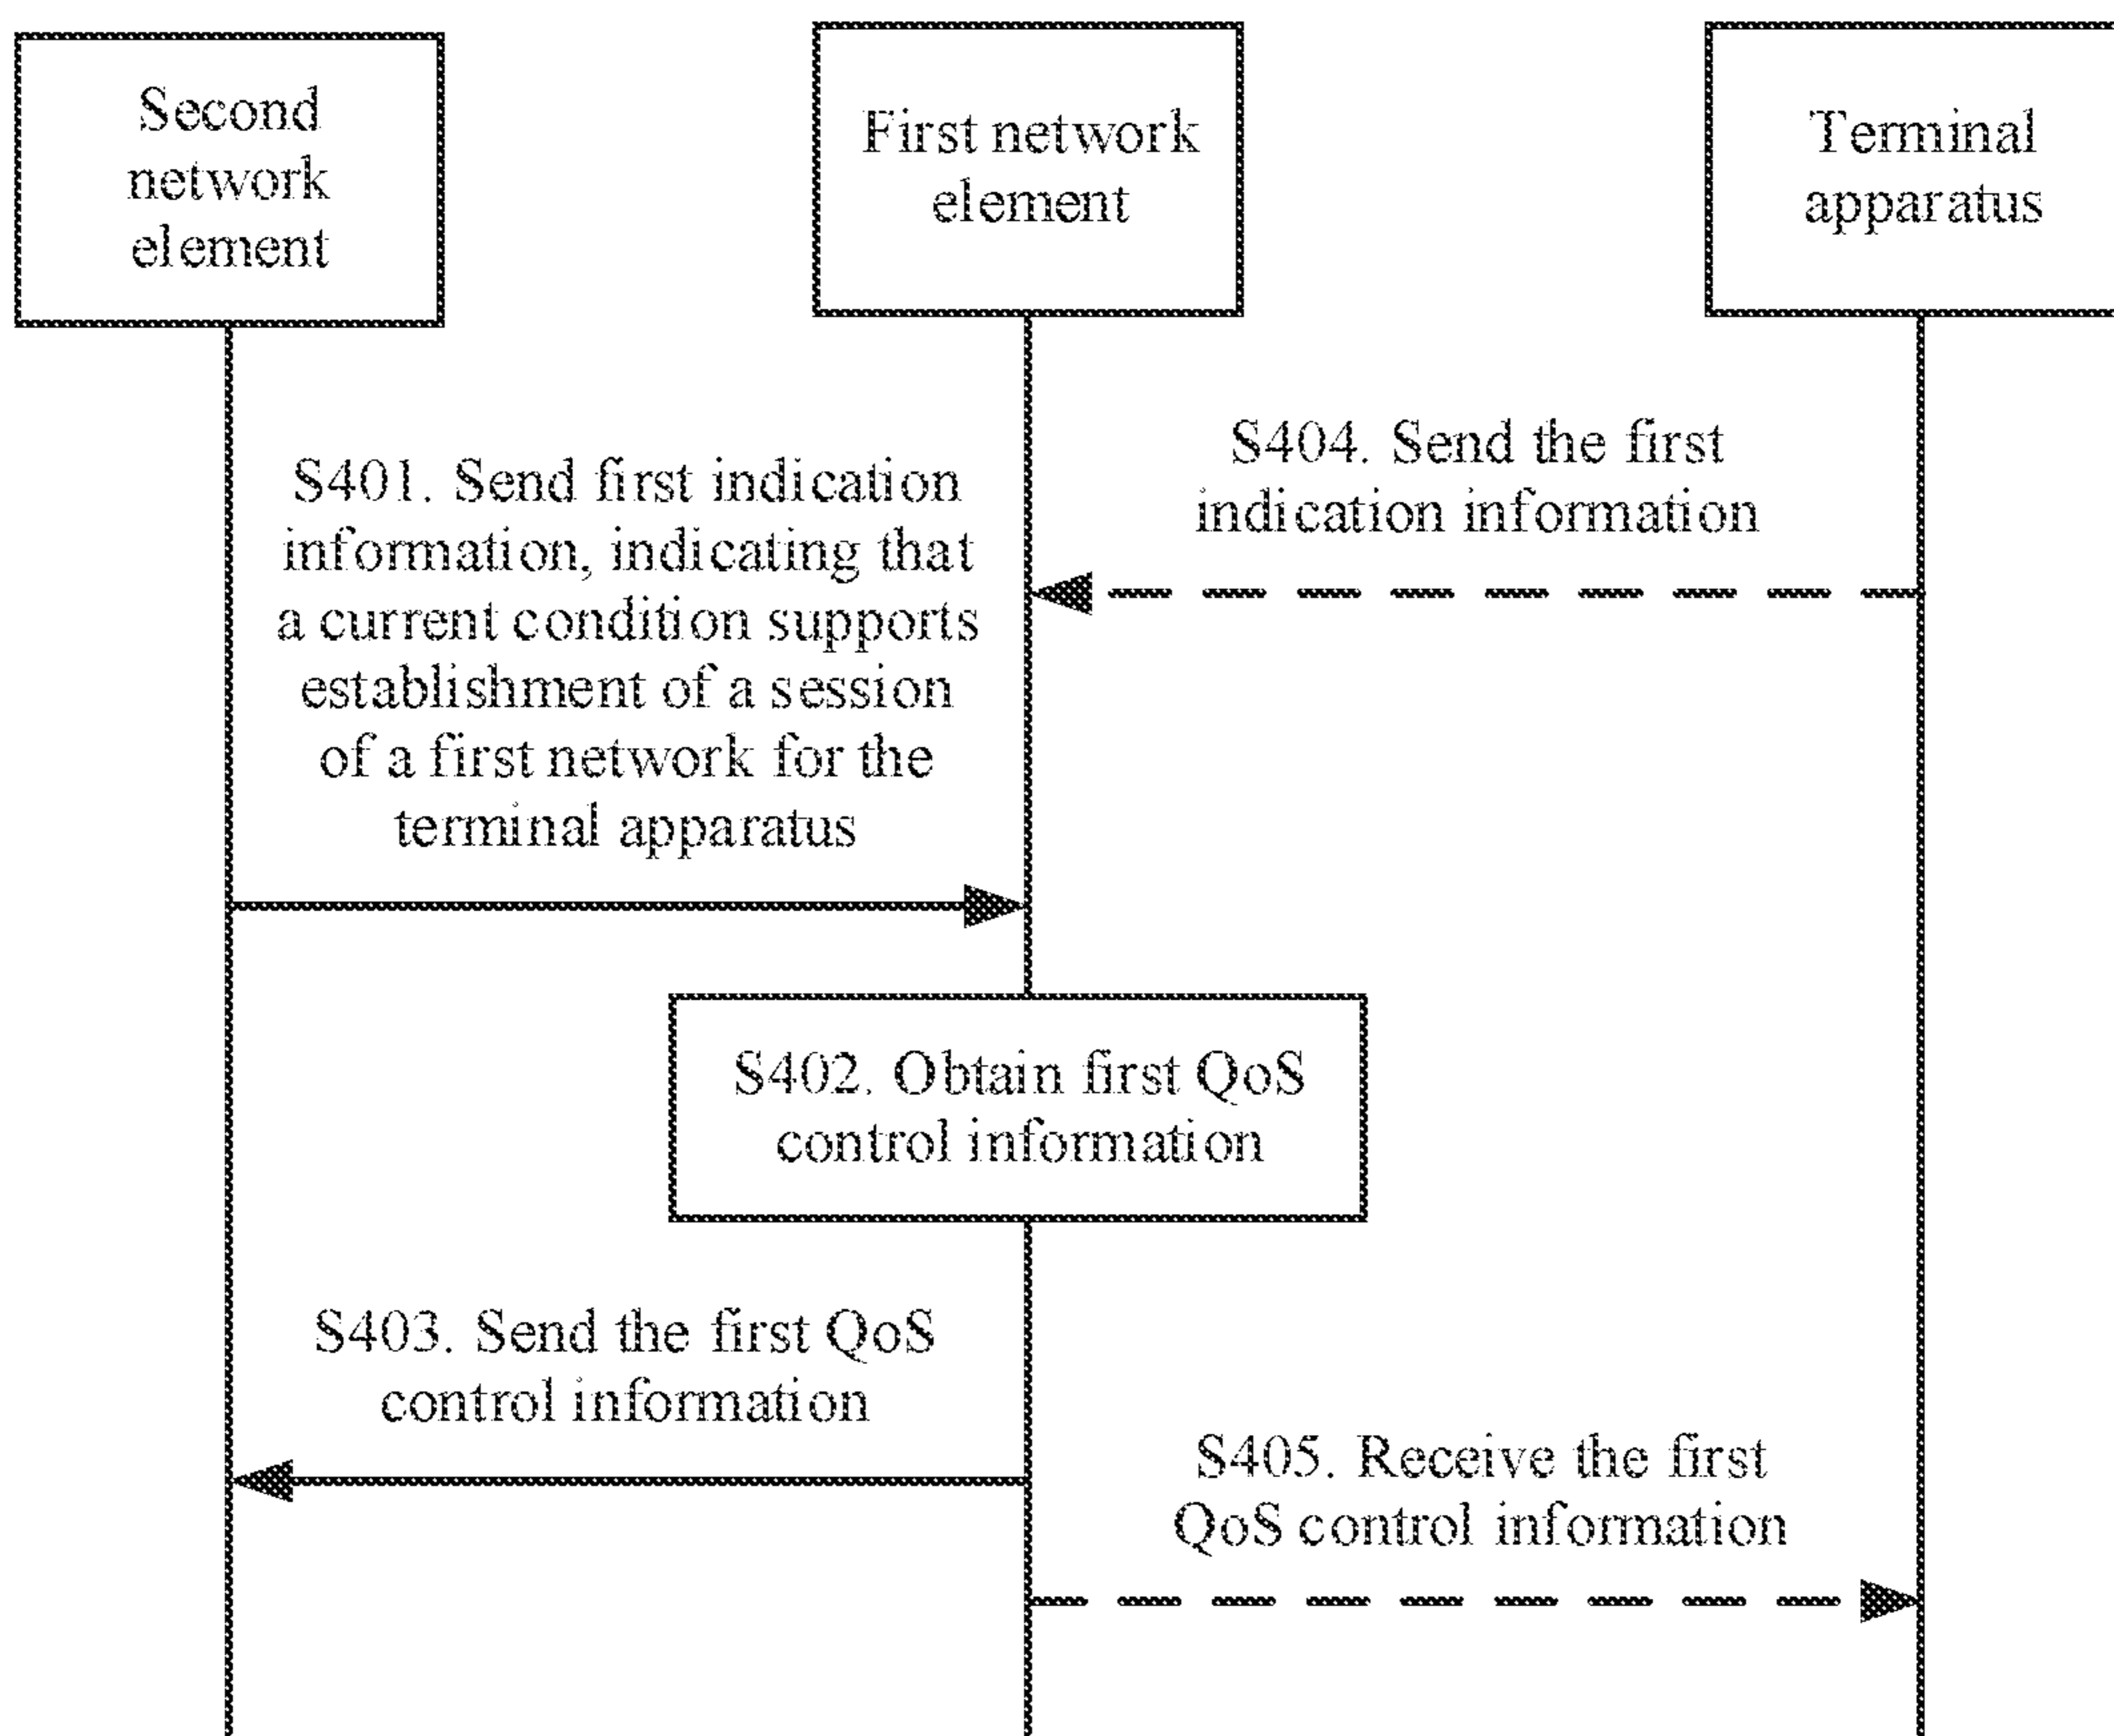 Second
network
element
First network
element
Terminal
apparatus
S401. Send first indication
information, indicating that
a current condition supports
establishment of a session
of a first network for the
terminal apparatus
S404. Send the first
indication information
S402. Obtain first QoS
control information
S403. Send the first QoS
control information
S405. Receive the first
QoS control information